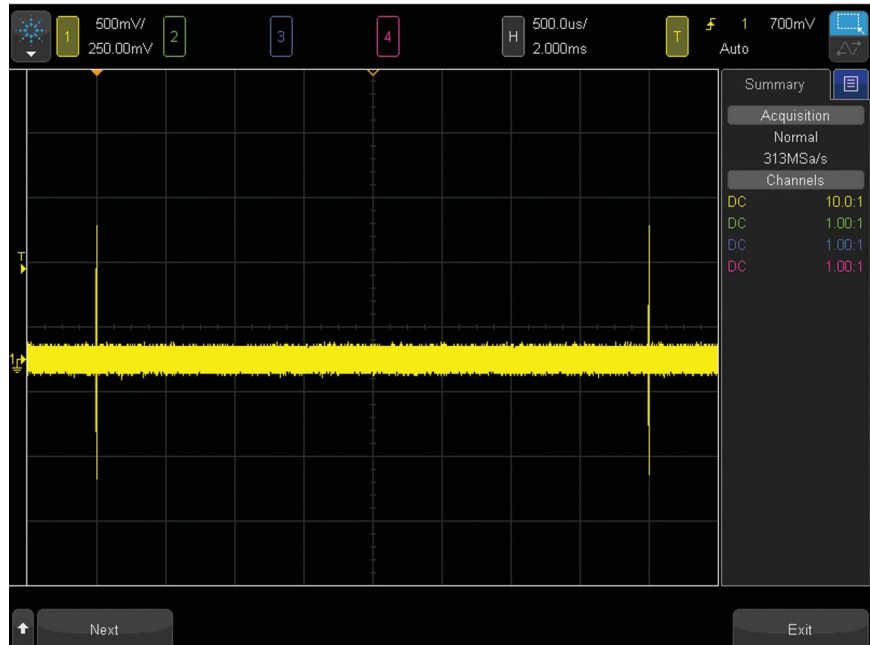 1
500mV/
250.00mV
2
3
4
H
500.0us/
2.000ms
T
1
700mV
Auto
Summary
Acquisition
Normal
313MSa/s
Channels
DC 10.0:1
DC 1.00:1
DC 1.00:1
DC 1.00:1
T
1
Next
Exit